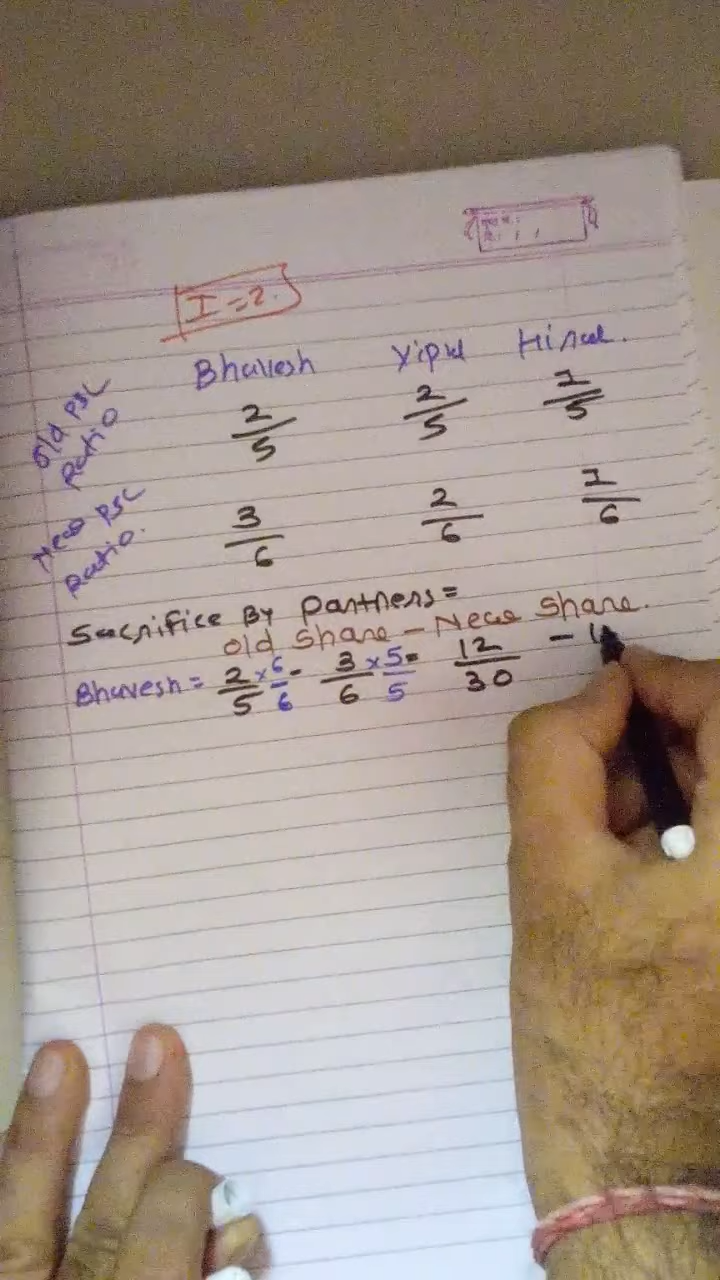 I=2.
Bhavesh Vipul Hiral.
Old PSL Ratio 2/5 2/5 1/5
New PSL Ratio. 3/6 2/6 1/6
Sacrifice By Partners=
Old Share - New Share.
Bhavesh = 2/5 × 6/6 - 3/6 × 5/5 = 12/30 -